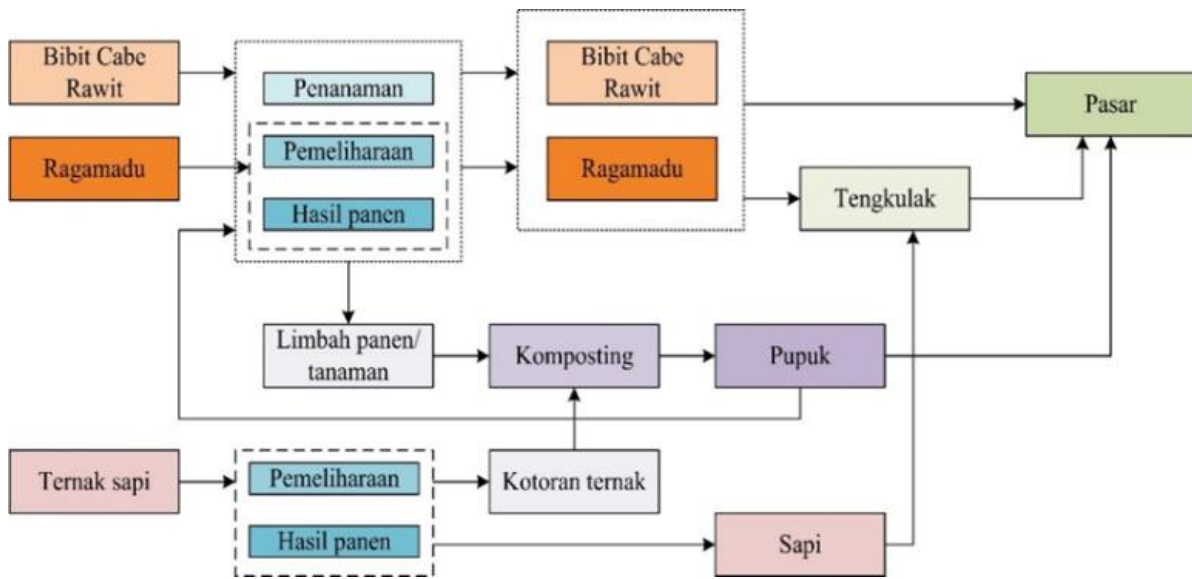 Bibit Cabe
Rawit
Ragamadu
Penanaman
Pemeliharaan
Hasil panen
Bibit Cabe
Rawit
Ragamadu
Pasar
Tengkulak
Limbah panen/
tanaman
Komposting
Pupuk
Ternak sapi
Pemeliharaan
Hasil panen
Kotoran ternak
Sapi